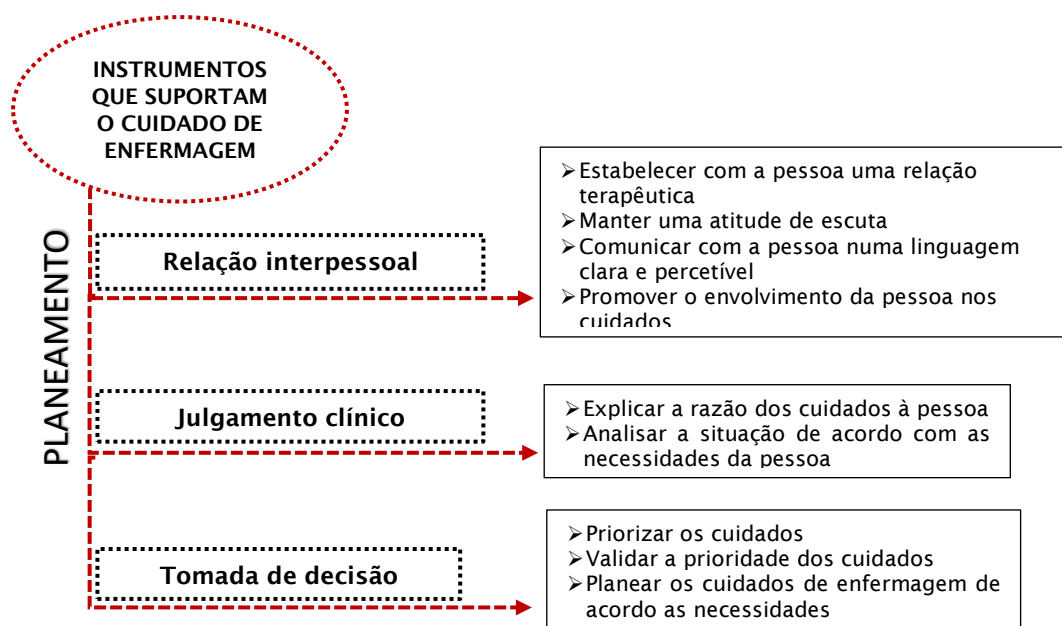 INSTRUMENTOS
QUE SUPORTAM
O CUIDADO DE
ENFERMAGEM
PLANEAMENTO
Relação interpessoal
➢Estabelecer com a pessoa uma relação
terapêutica
➢Manter uma atitude de escuta
➢Comunicar com a pessoa numa linguagem
clara e percetível
➢Promover o envolvimento da pessoa nos
cuidados
Julgamento clínico
➢Explicar a razão dos cuidados à pessoa
➢Analisar a situação de acordo com as
necessidades da pessoa
Tomada de decisão
➢Priorizar os cuidados
➢Validar a prioridade dos cuidados
➢Planear os cuidados de enfermagem de
acordo as necessidades